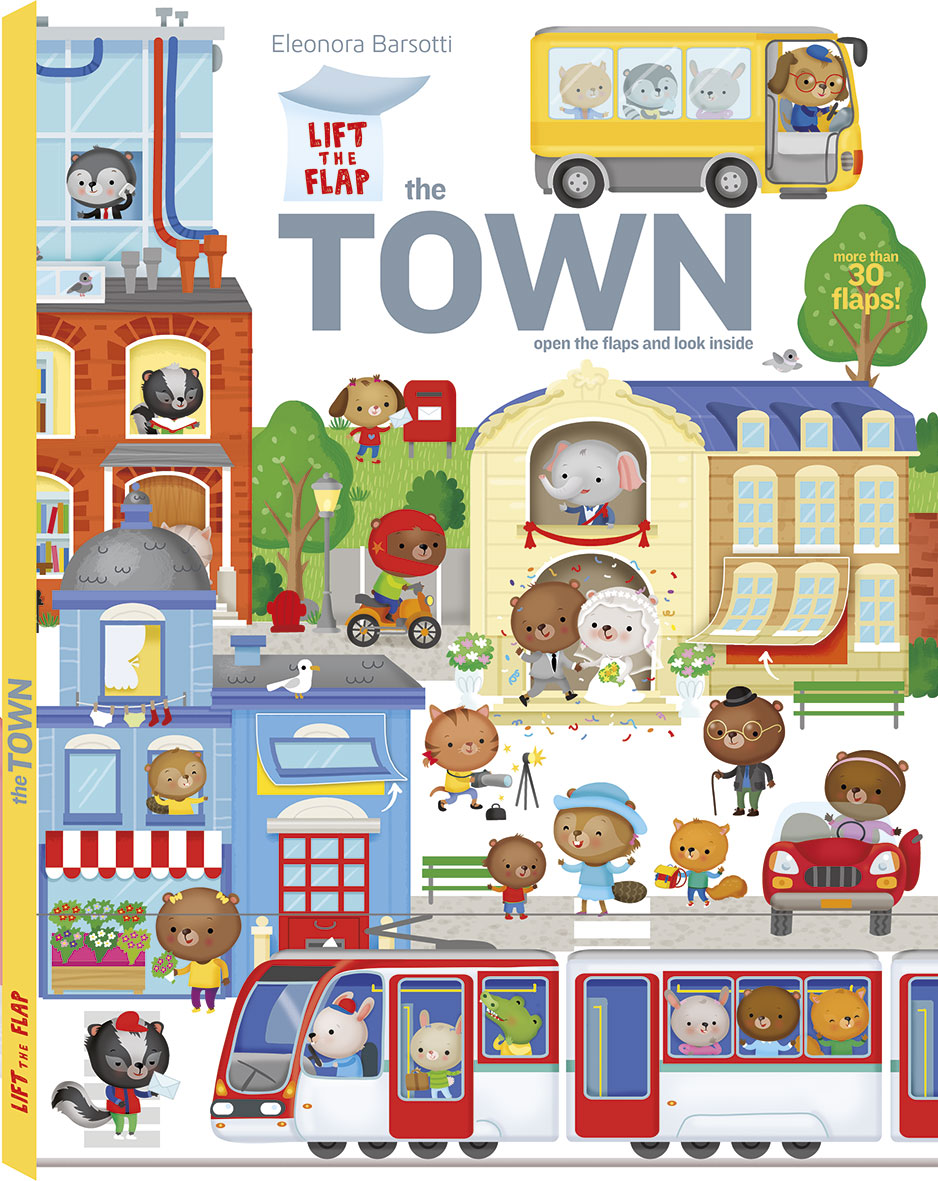 Eleonora Barsotti
LIFT
THE
FLAP
the
TOWN
open the flaps and look inside
more than
30
flaps!
the TOWN
LIFT THE FLAP